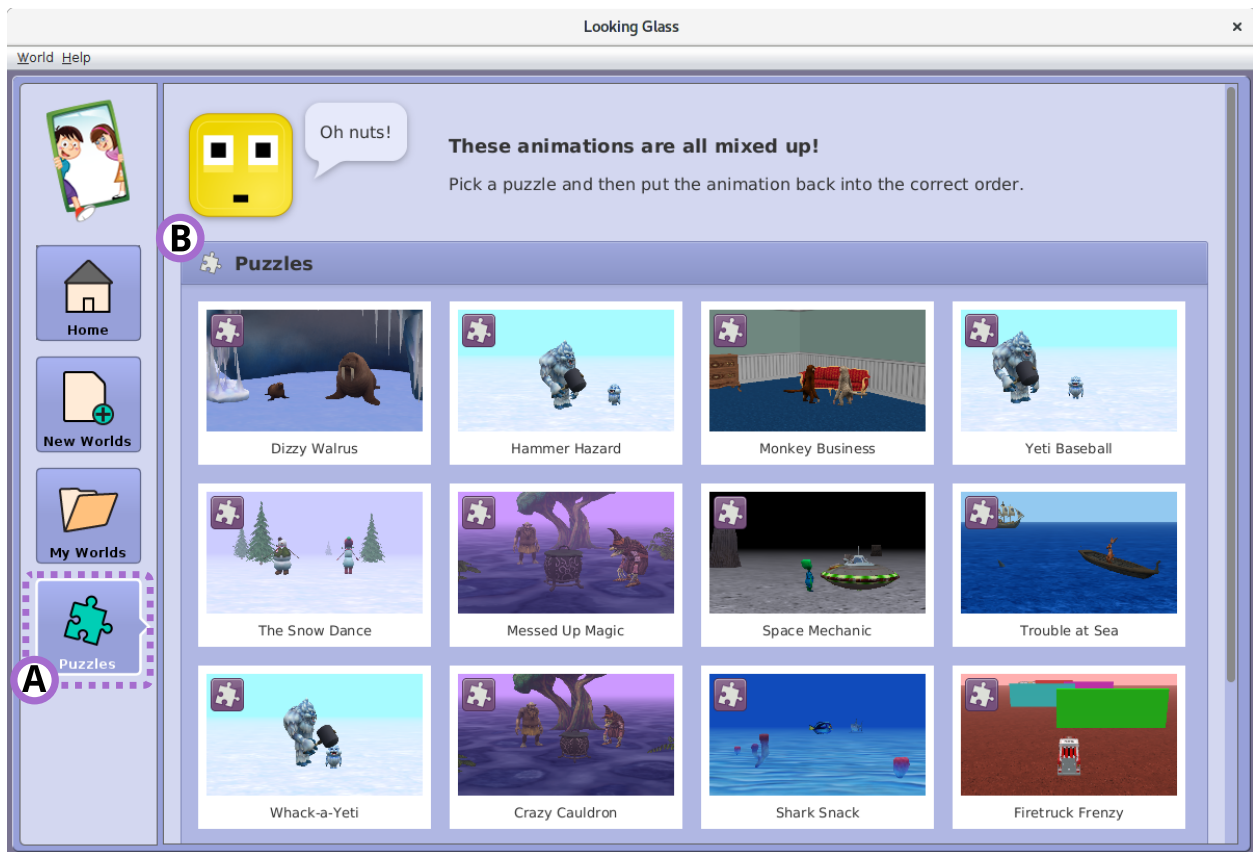 Looking Glass
×
World Help
Oh nuts!
These animations are all mixed up!
Pick a puzzle and then put the animation back into the correct order.
Home
New Worlds
My Worlds
Puzzles
A
B
Puzzles
Dizzy Walrus
Hammer Hazard
Monkey Business
Yeti Baseball
The Snow Dance
Messed Up Magic
Space Mechanic
Trouble at Sea
Whack-a-Yeti
Crazy Cauldron
Shark Snack
Firetruck Frenzy